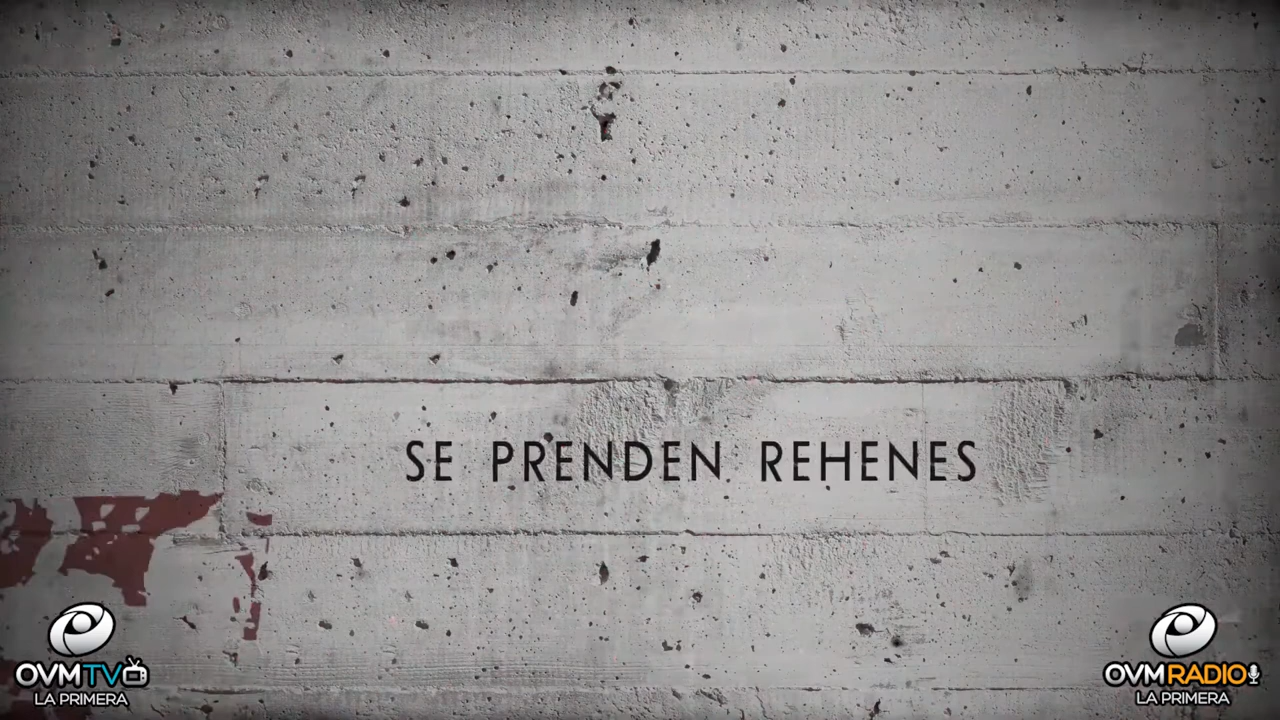 SE PRENDEN REHENES
OVMTV
LA PRIMERA
OVMRADIO
LA PRIMERA